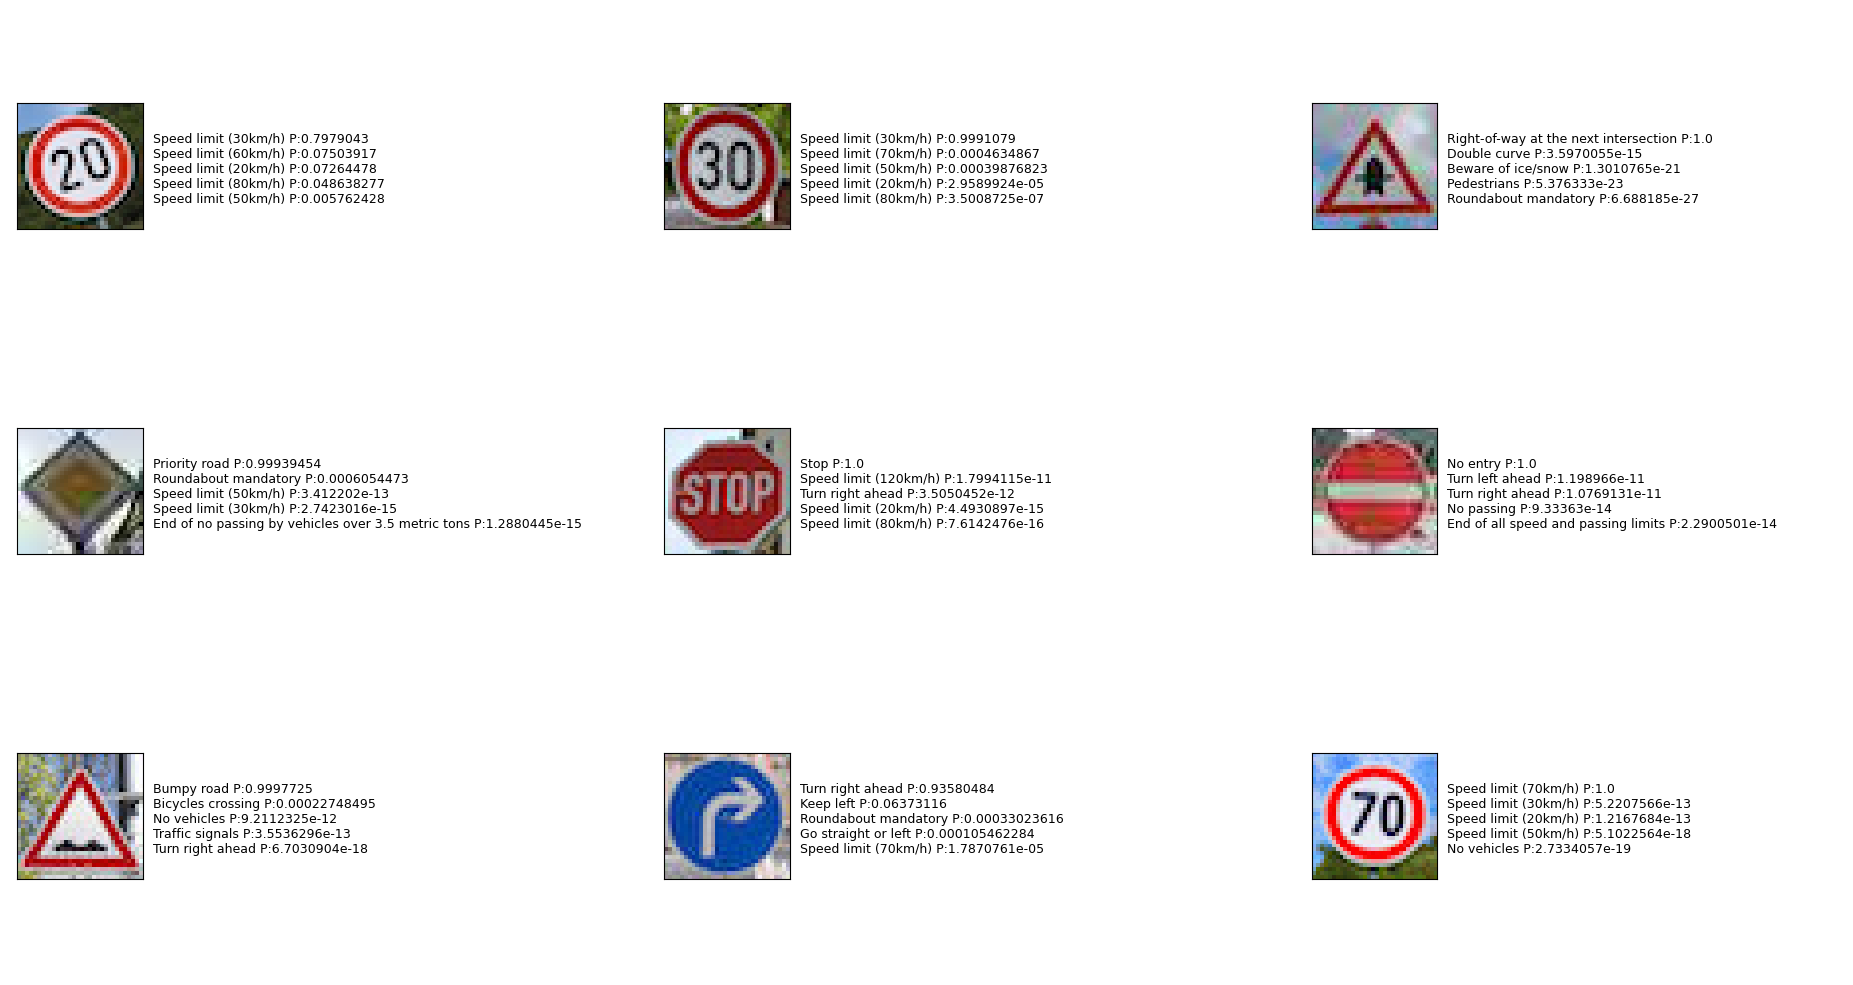 20
Speed limit (30km/h) P:0.7979043
Speed limit (60km/h) P:0.07503917
Speed limit (20km/h) P:0.07264478
Speed limit (80km/h) P:0.048638277
Speed limit (50km/h) P:0.005762428
30
Speed limit (30km/h) P:0.9991079
Speed limit (70km/h) P:0.0004634867
Speed limit (50km/h) P:0.00039876823
Speed limit (20km/h) P:2.9589924e-05
Speed limit (80km/h) P:3.5008725e-07
Right-of-way at the next intersection P:1.0
Double curve P:3.5970055e-15
Beware of ice/snow P:1.3010765e-21
Pedestrians P:5.376333e-23
Roundabout mandatory P:6.688185e-27
Priority road P:0.99939454
Roundabout mandatory P:0.0006054473
Speed limit (50km/h) P:3.412202e-13
Speed limit (30km/h) P:2.7423016e-15
End of no passing by vehicles over 3.5 metric tons P:1.2880445e-15
STOP
Stop P:1.0
Speed limit (120km/h) P:1.7994115e-11
Turn right ahead P:3.5050452e-12
Speed limit (20km/h) P:4.4930897e-15
Speed limit (80km/h) P:7.6142476e-16
No entry P:1.0
Turn left ahead P:1.198966e-11
Turn right ahead P:1.0769131e-11
No passing P:9.33363e-14
End of all speed and passing limits P:2.2900501e-14
Bumpy road P:0.9997725
Bicycles crossing P:0.00022748495
No vehicles P:9.2112325e-12
Traffic signals P:3.5536296e-13
Turn right ahead P:6.7030904e-18
Turn right ahead P:0.93580484
Keep left P:0.06373116
Roundabout mandatory P:0.00033023616
Go straight or left P:0.000105462284
Speed limit (70km/h) P:1.7870761e-05
70
Speed limit (70km/h) P:1.0
Speed limit (30km/h) P:5.2207566e-13
Speed limit (20km/h) P:1.2167684e-13
Speed limit (50km/h) P:5.1022564e-18
No vehicles P:2.7334057e-19